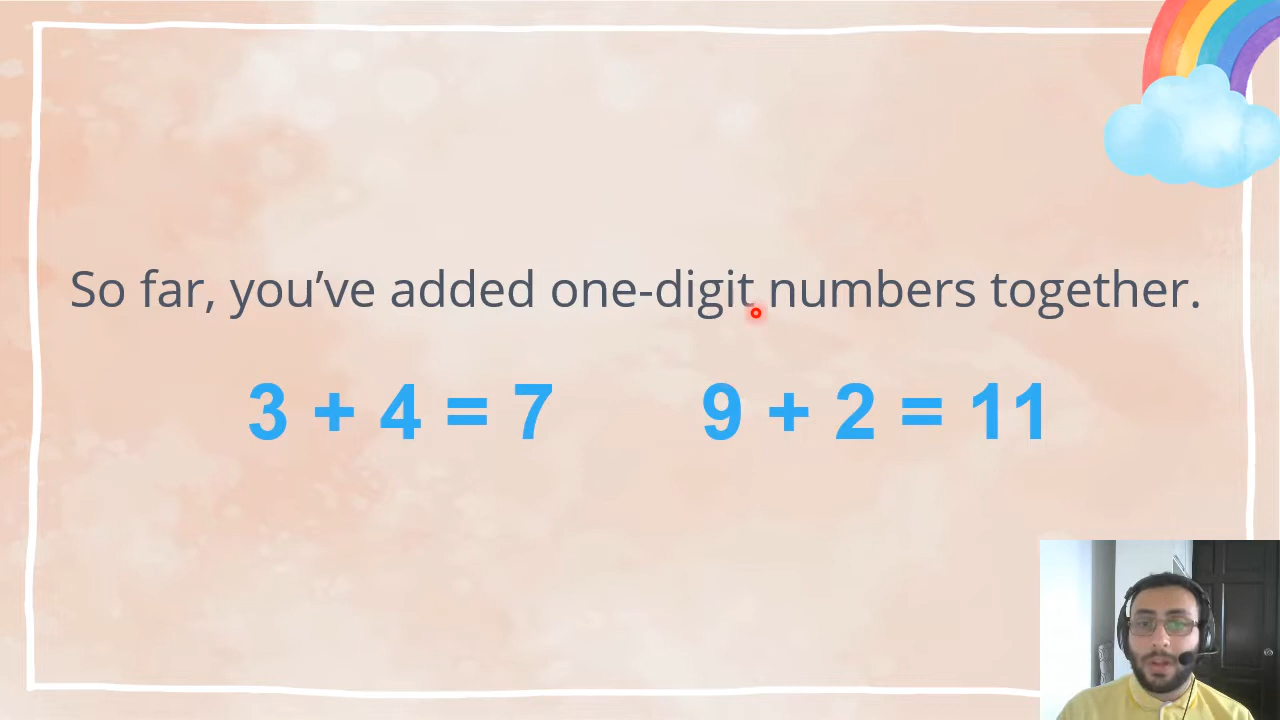 So far, you’ve added one-digit numbers together.
3 + 4 = 7 9 + 2 = 11